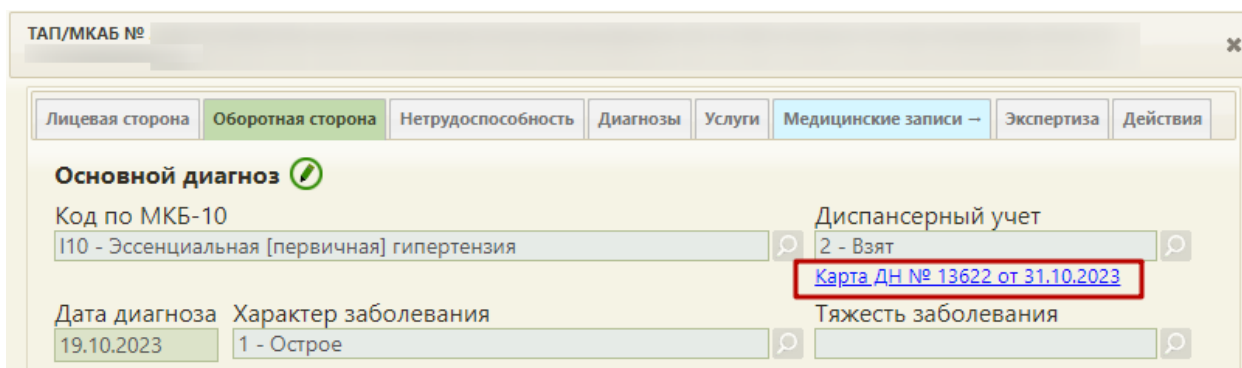 ТАП/МКАБ №
Лицевая сторона Оборотная сторона Нетрудоспособность Диагнозы Услуги Медицинские записи → Экспертиза Действия
Основной диагноз
Код по МКБ-10 Диспансерный учет
I10 - Эссенциальная [первичная] гипертензия 2 - Взят
Карта ДН № 13622 от 31.10.2023
Дата диагноза Характер заболевания Тяжесть заболевания
19.10.2023 1 - Острое